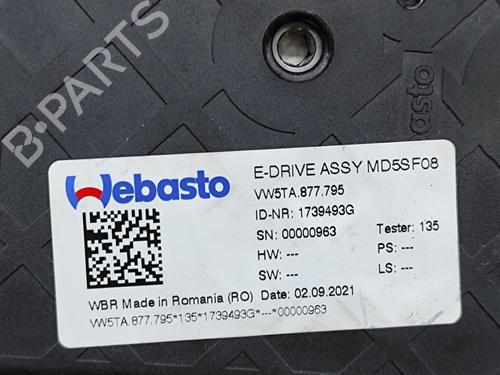 B-PARTS
ebasto
Webasto
E-DRIVE ASSY MD5SF08
VW5TA.877.795
ID-NR: 1739493G
SN: 00000963 Tester: 135
HW: --- PS: ---
SW: --- LS: ---
WBR Made in Romania (RO) Date: 02.09.2021
VW5TA.877.795*135*1739493G*---*00000963